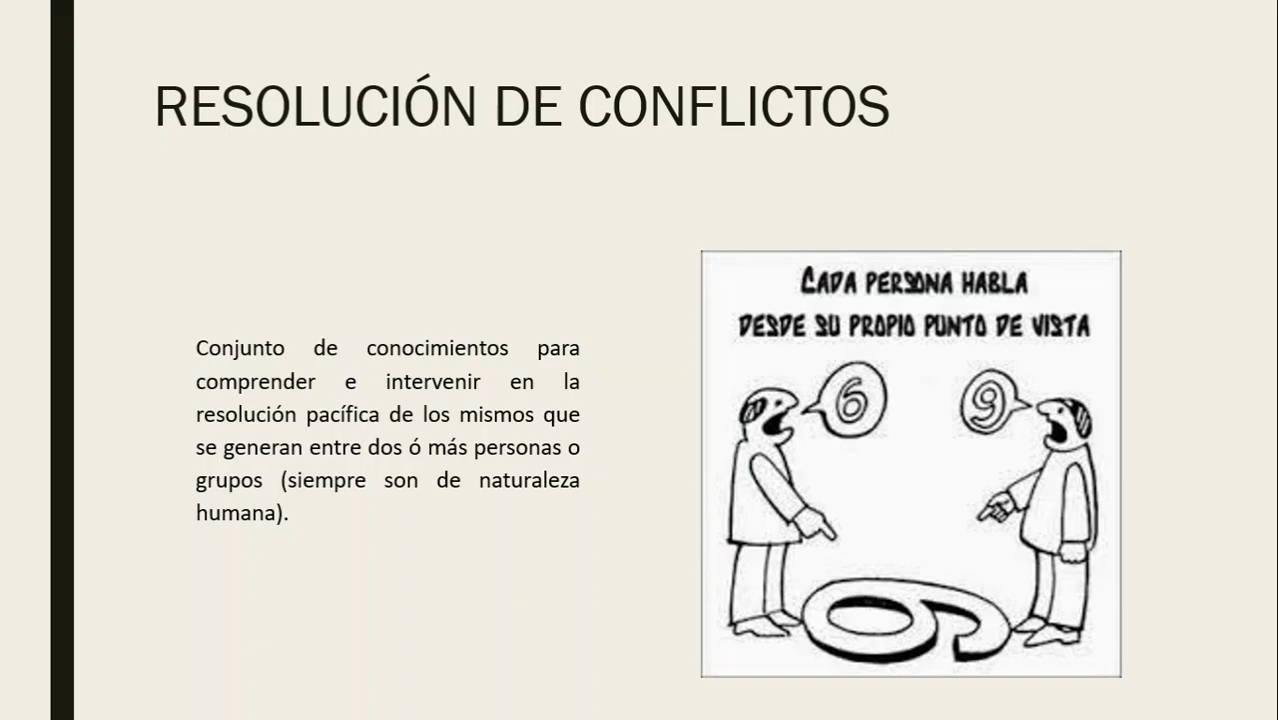 RESOLUCIÓN DE CONFLICTOS
Conjunto de conocimientos para
comprender e intervenir en la
resolución pacífica de los mismos que
se generan entre dos ó más personas o
grupos (siempre son de naturaleza
humana).
CADA PERSONA HABLA
DESDE SU PROPIO PUNTO DE VISTA
6
9
6